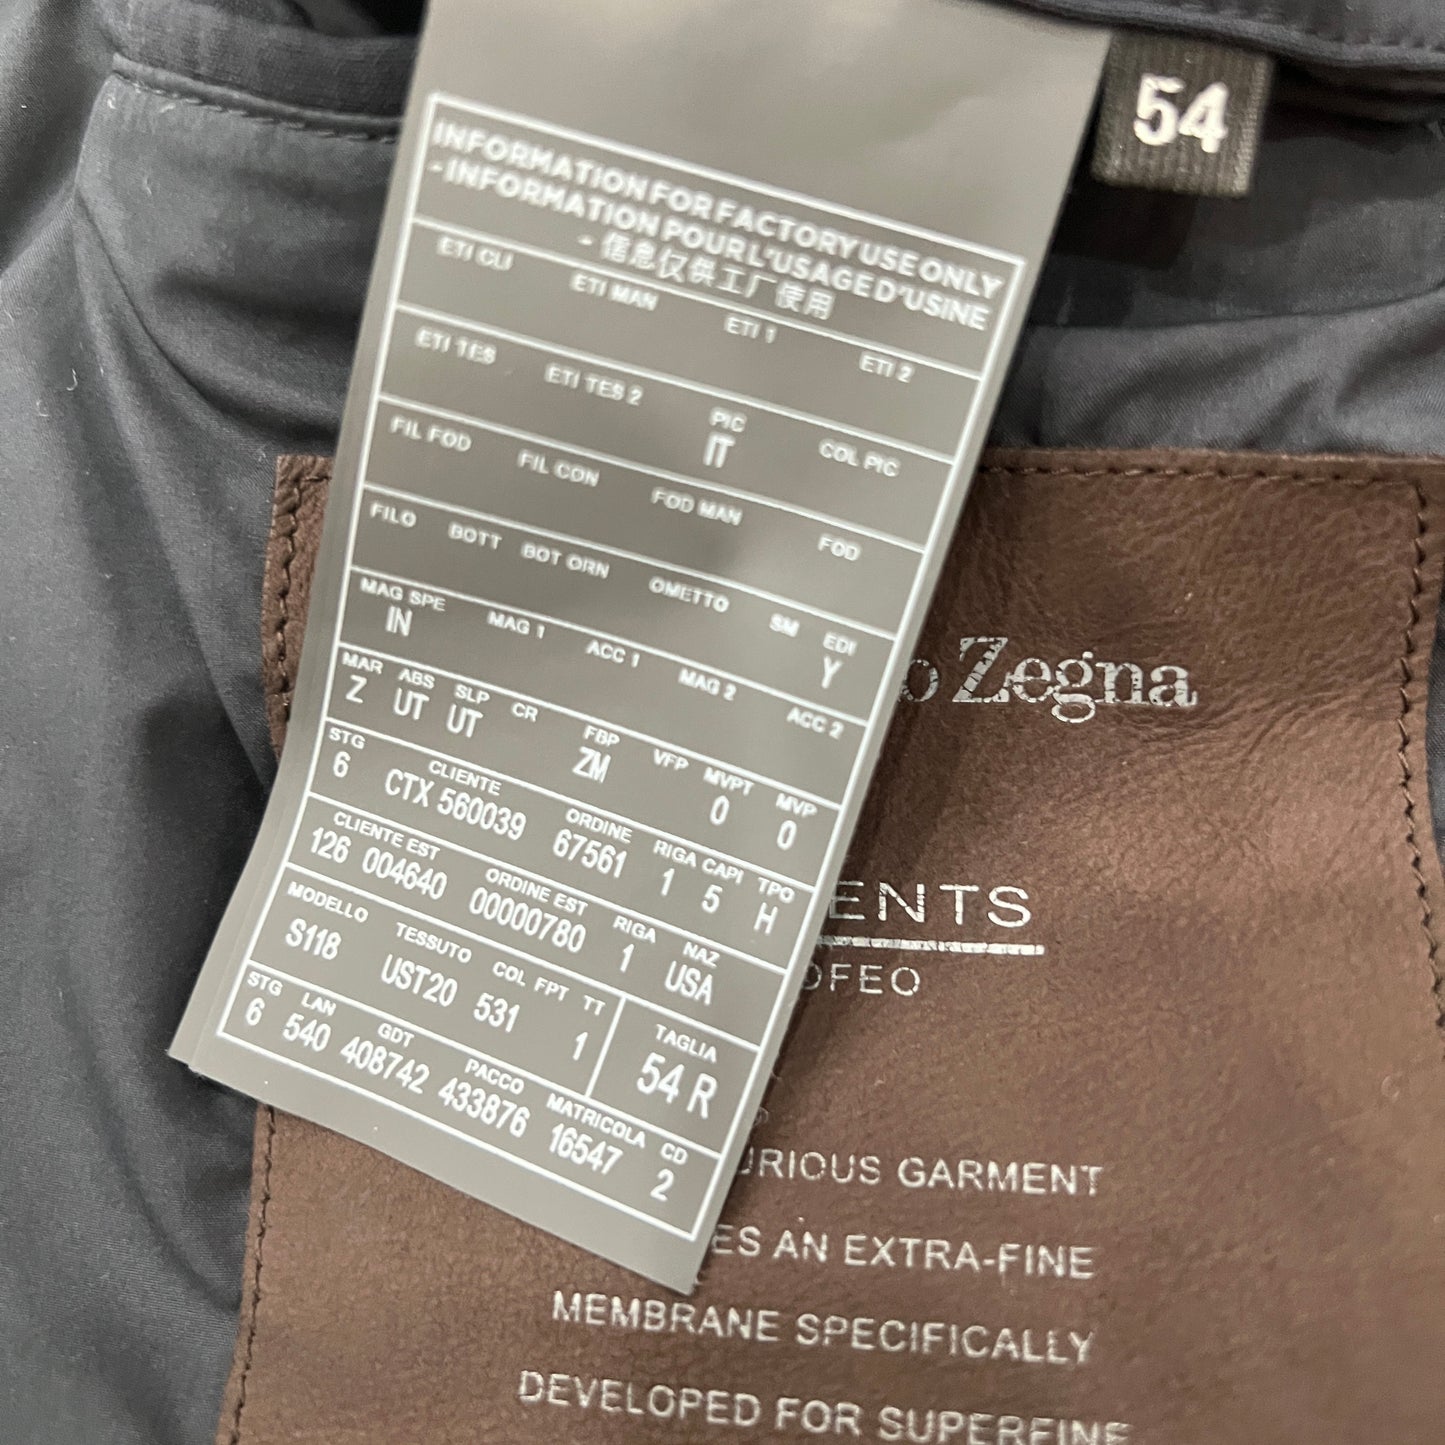 54
INFORMATION FOR FACTORY USE ONLY
- INFORMATION POUR L'USAGE D'USINE
- 信息仅供工厂使用
ETI CLI ETI MAN ETI 1 ETI 2
ETI TES ETI TES 2 PIC COL PIC
IT
FIL FOD FIL CON FOD MAN FOD
FILO BOTT BOT ORN OMETTO SM EDI
Y
MAG SPE MAG 1 ACC 1 MAG 2 ACC 2
IN
MAR ABS SLP CR FBP VFP MVPT MVP
Z UT UT ZM 0 0
STG CLIENTE ORDINE RIGA CAPI TPO
6 CTX 560039 67561 1 5 H
CLIENTE EST ORDINE EST RIGA NAZ
126 004640 00000780 1 USA
MODELLO TESSUTO COL FPT TT TAGLIA
S118 UST20 531 1 54 R
STG LAN GDT PACCO MATRICOLA CD
6 540 408742 433876 16547 2
o Zegna
ENTS
OFEO
URIOUS GARMENT
ES AN EXTRA-FINE
MEMBRANE SPECIFICALLY
DEVELOPED FOR SUPERFINE